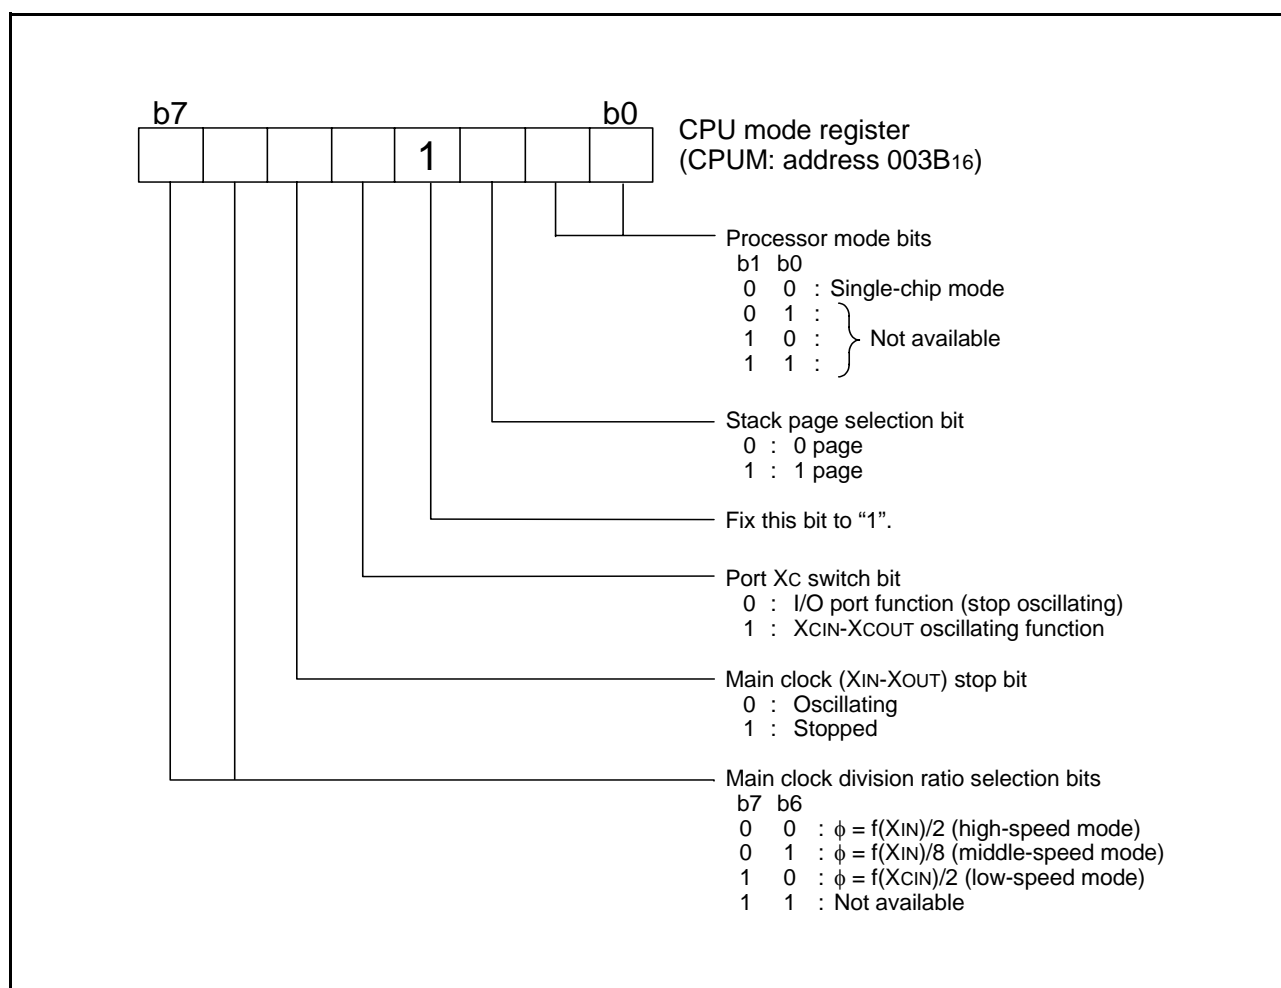 b7 b0
1
CPU mode register
(CPUM: address 003B16)
Processor mode bits
b1 b0
0 0 : Single-chip mode
0 1 :
1 0 : Not available
1 1 :
Stack page selection bit
0 : 0 page
1 : 1 page
Fix this bit to “1”.
Port XC switch bit
0 : I/O port function (stop oscillating)
1 : XCIN-XCOUT oscillating function
Main clock (XIN-XOUT) stop bit
0 : Oscillating
1 : Stopped
Main clock division ratio selection bits
b7 b6
0 0 : φ = f(XIN)/2 (high-speed mode)
0 1 : φ = f(XIN)/8 (middle-speed mode)
1 0 : φ = f(XCIN)/2 (low-speed mode)
1 1 : Not available